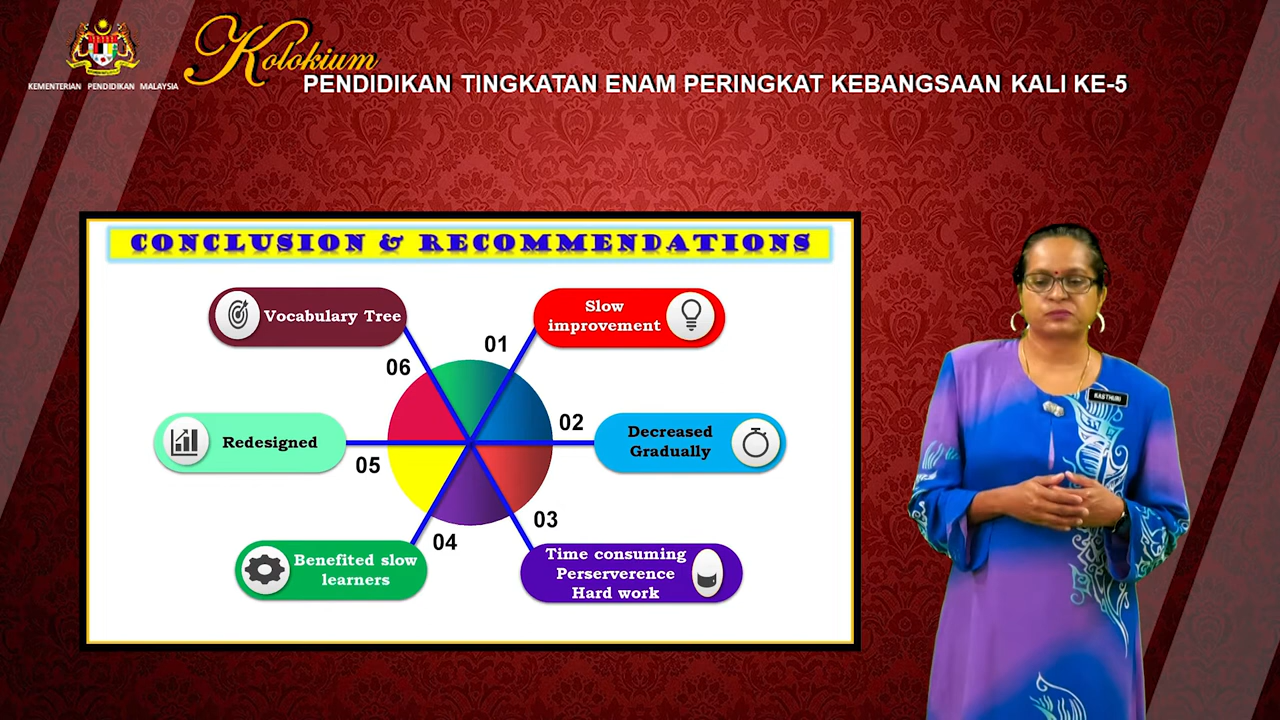 KEMENTERIAN PENDIDIKAN MALAYSIA
Kolokium
PENDIDIKAN TINGKATAN ENAM PERINGKAT KEBANGSAAN KALI KE-5
CONCLUSION & RECOMMENDATIONS
01
Slow
improvement
02
Decreased
Gradually
03
Time consuming
Perserverence
Hard work
04
Benefited slow
learners
05
Redesigned
06
Vocabulary Tree
KASTHURI